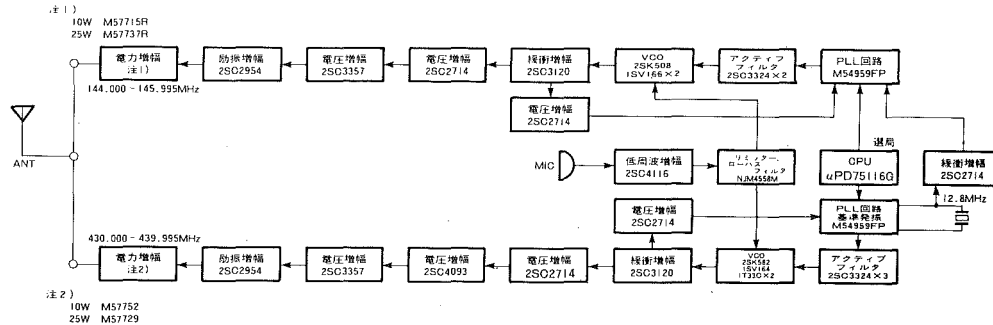 注1)
10W M57715R
25W M57737R
電力増幅
注1)
励振増幅
2SC2954
電圧増幅
2SC3357
電圧増幅
2SC2714
緩衝増幅
2SC3120
VCO
2SK508
1SV166×2
アクティブ
フィルタ
2SC3324×2
PLL回路
M54959FP
144.000-145.995MHz
電圧増幅
2SC2714
ANT
選局
MIC
低周波増幅
2SC4116
リミッター、
ローパス
フィルタ
NJM4558M
CPU
μPD75116G
緩衝増幅
2SC2714
12.8MHz
電圧増幅
2SC2714
PLL回路
基準発振
M54959FP
430.000-439.995MHz
電力増幅
注2)
励振増幅
2SC2954
電圧増幅
2SC3357
電圧増幅
2SC4093
電圧増幅
2SC2714
緩衝増幅
2SC3120
VCO
2SK582
1SV164
1T33C×2
アクティブ
フィルタ
2SC3324×3
注2)
10W M57752
25W M57729